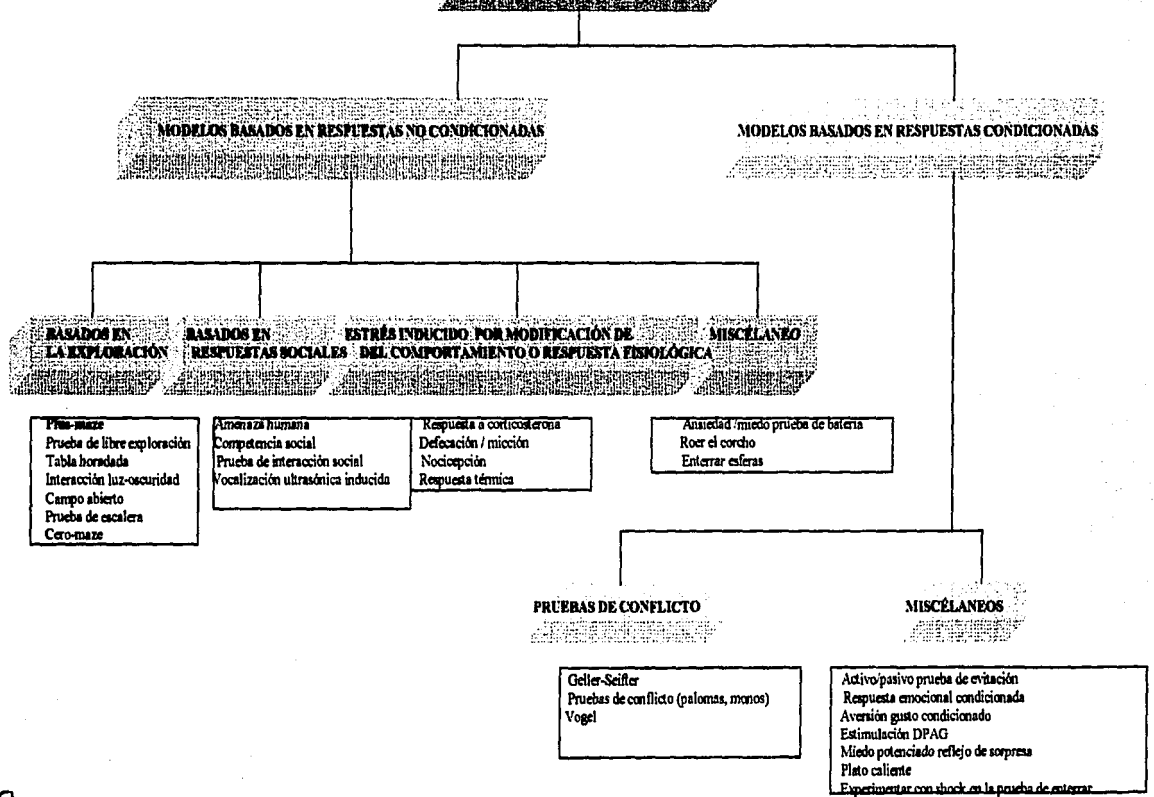 MODELOS BASADOS EN RESPUESTAS NO CONDICIONADAS
MODELOS BASADOS EN RESPUESTAS CONDICIONADAS
BASADOS EN
LA EXPLORACIÓN
BASADOS EN
RESPUESTAS SOCIALES
ESTRÉS INDUCIDO POR MODIFICACIÓN DE
DEL COMPORTAMIENTO O RESPUESTA FISIOLÓGICA
MISCÉLANEO
Plus-maze
Prueba de libre exploración
Tabla horadada
Interacción luz-oscuridad
Campo abierto
Prueba de escalera
Cero-maze
Amenaza humana
Competencia social
Prueba de interacción social
Vocalización ultrasónica inducida
Respuesta a corticosterona
Defecación / micción
Nocicepción
Respuesta térmica
Ansiedad /miedo prueba de bateria
Roer el corcho
Enterrar esferas
PRUEBAS DE CONFLICTO
MISCÉLANEOS
Geller-Seifter
Pruebas de conflicto (palomas, monos)
Vogel
Activo/pasivo prueba de evitación
Respuesta emocional condicionada
Aversión gusto condicionado
Estimulación DPAG
Miedo potenciado reflejo de sorpresa
Plato caliente
Experimentar con shock en la prueba de enterrar